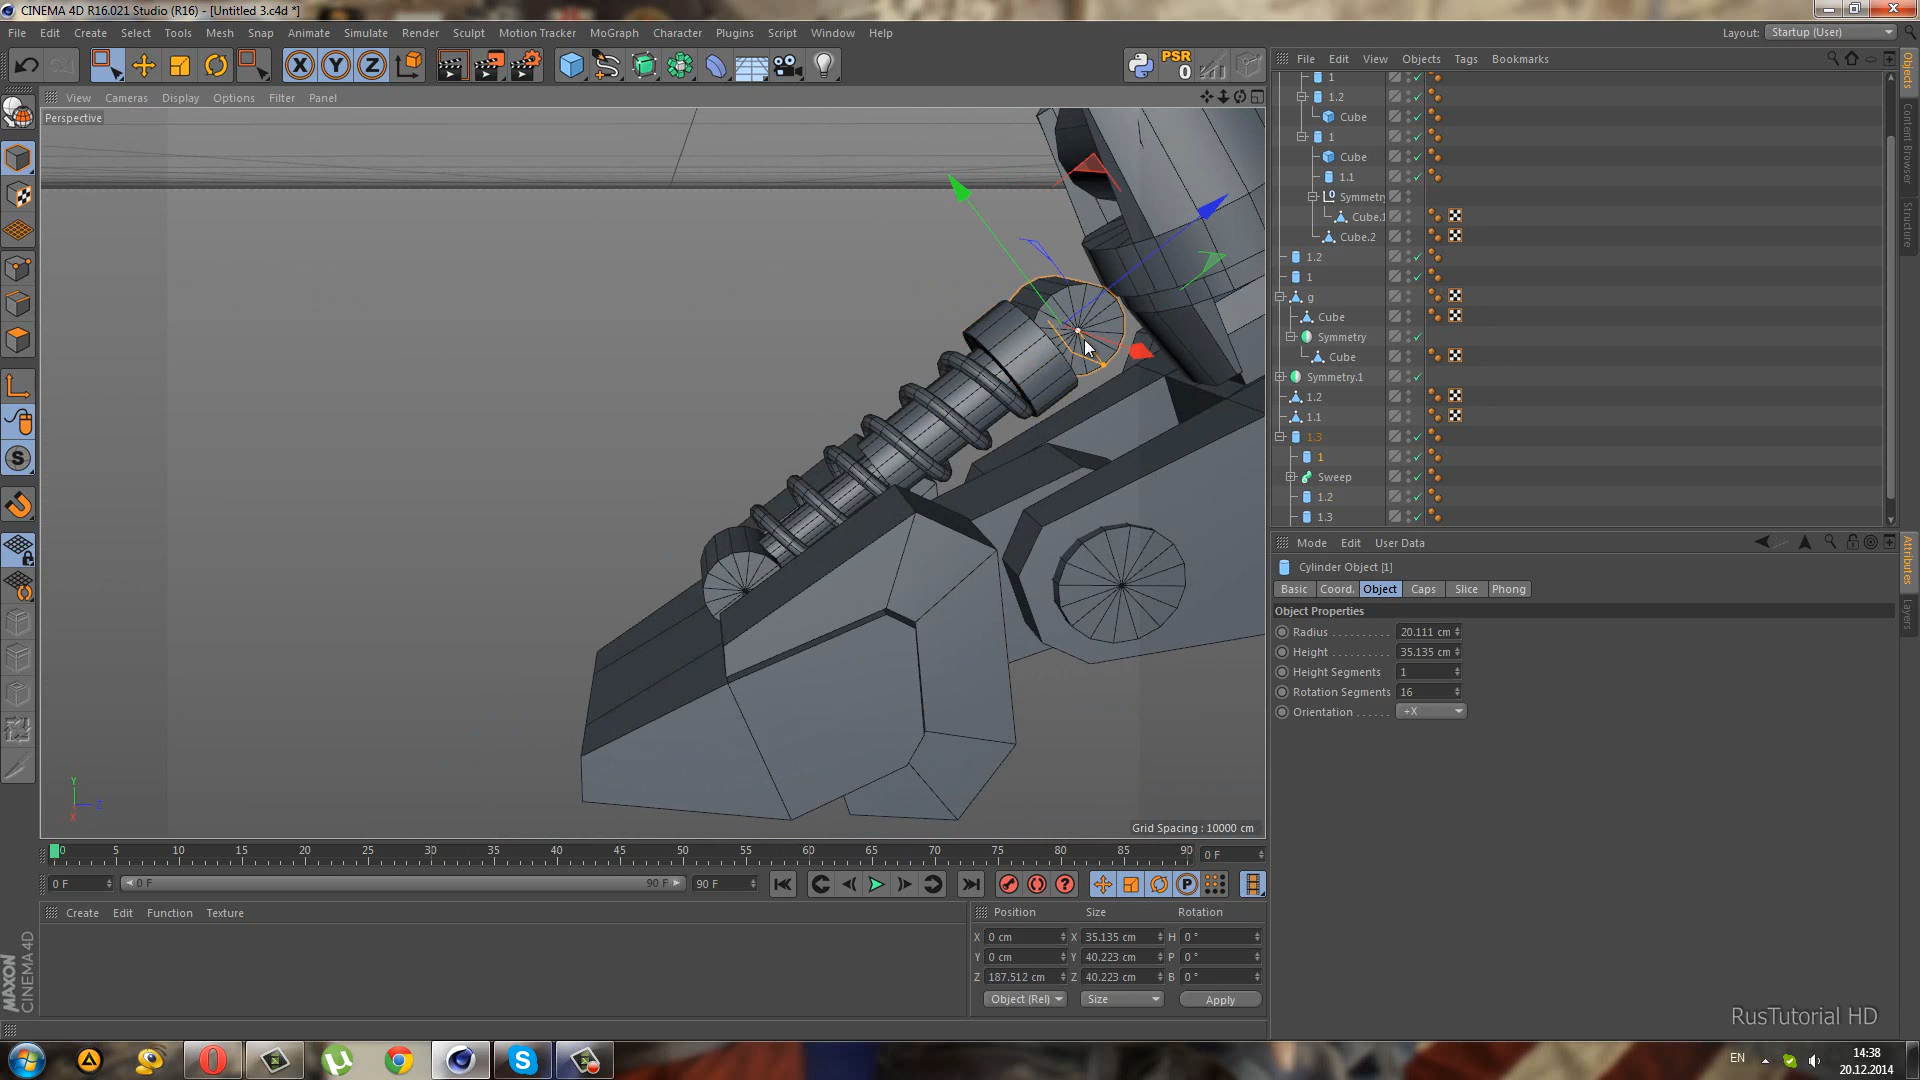 CINEMA 4D R16.021 Studio (R16) - [Untitled 3.c4d *]
File Edit Create Select Tools Mesh Snap Animate Simulate Render Sculpt Motion Tracker MoGraph Character Plugins Script Window Help
Layout: Startup (User)
PSR
0
File Edit View Objects Tags Bookmarks
View Cameras Display Options Filter Panel
Perspective
1
1.2
Cube
1
Cube
1.1
Symmetry
Cube.1
Cube.2
1.2
1
g
Cube
Symmetry
Cube
Symmetry.1
1.2
1.1
1.3
1
Sweep
1.2
1.3
Objects
Content Browser
Structure
Mode Edit User Data
Cylinder Object [1]
Basic Coord. Object Caps Slice Phong
Object Properties
Radius . . . . . . . . . . 20.111 cm
Height . . . . . . . . . . 35.135 cm
Height Segments 1
Rotation Segments 16
Orientation . . . . . . +X
Attributes
Layers
Y
Z
X
Grid Spacing : 10000 cm
0 5 10 15 20 25 30 35 40 45 50 55 60 65 70 75 80 85 90
0 F
0 F 0 F 90 F 90 F
Create Edit Function Texture
Position Size Rotation
X 0 cm X 35.135 cm H 0 °
Y 0 cm Y 40.223 cm P 0 °
Z 187.512 cm Z 40.223 cm B 0 °
Object (Rel) Size Apply
MAXON
CINEMA 4D
RusTutorial HD
EN
14:38
20.12.2014